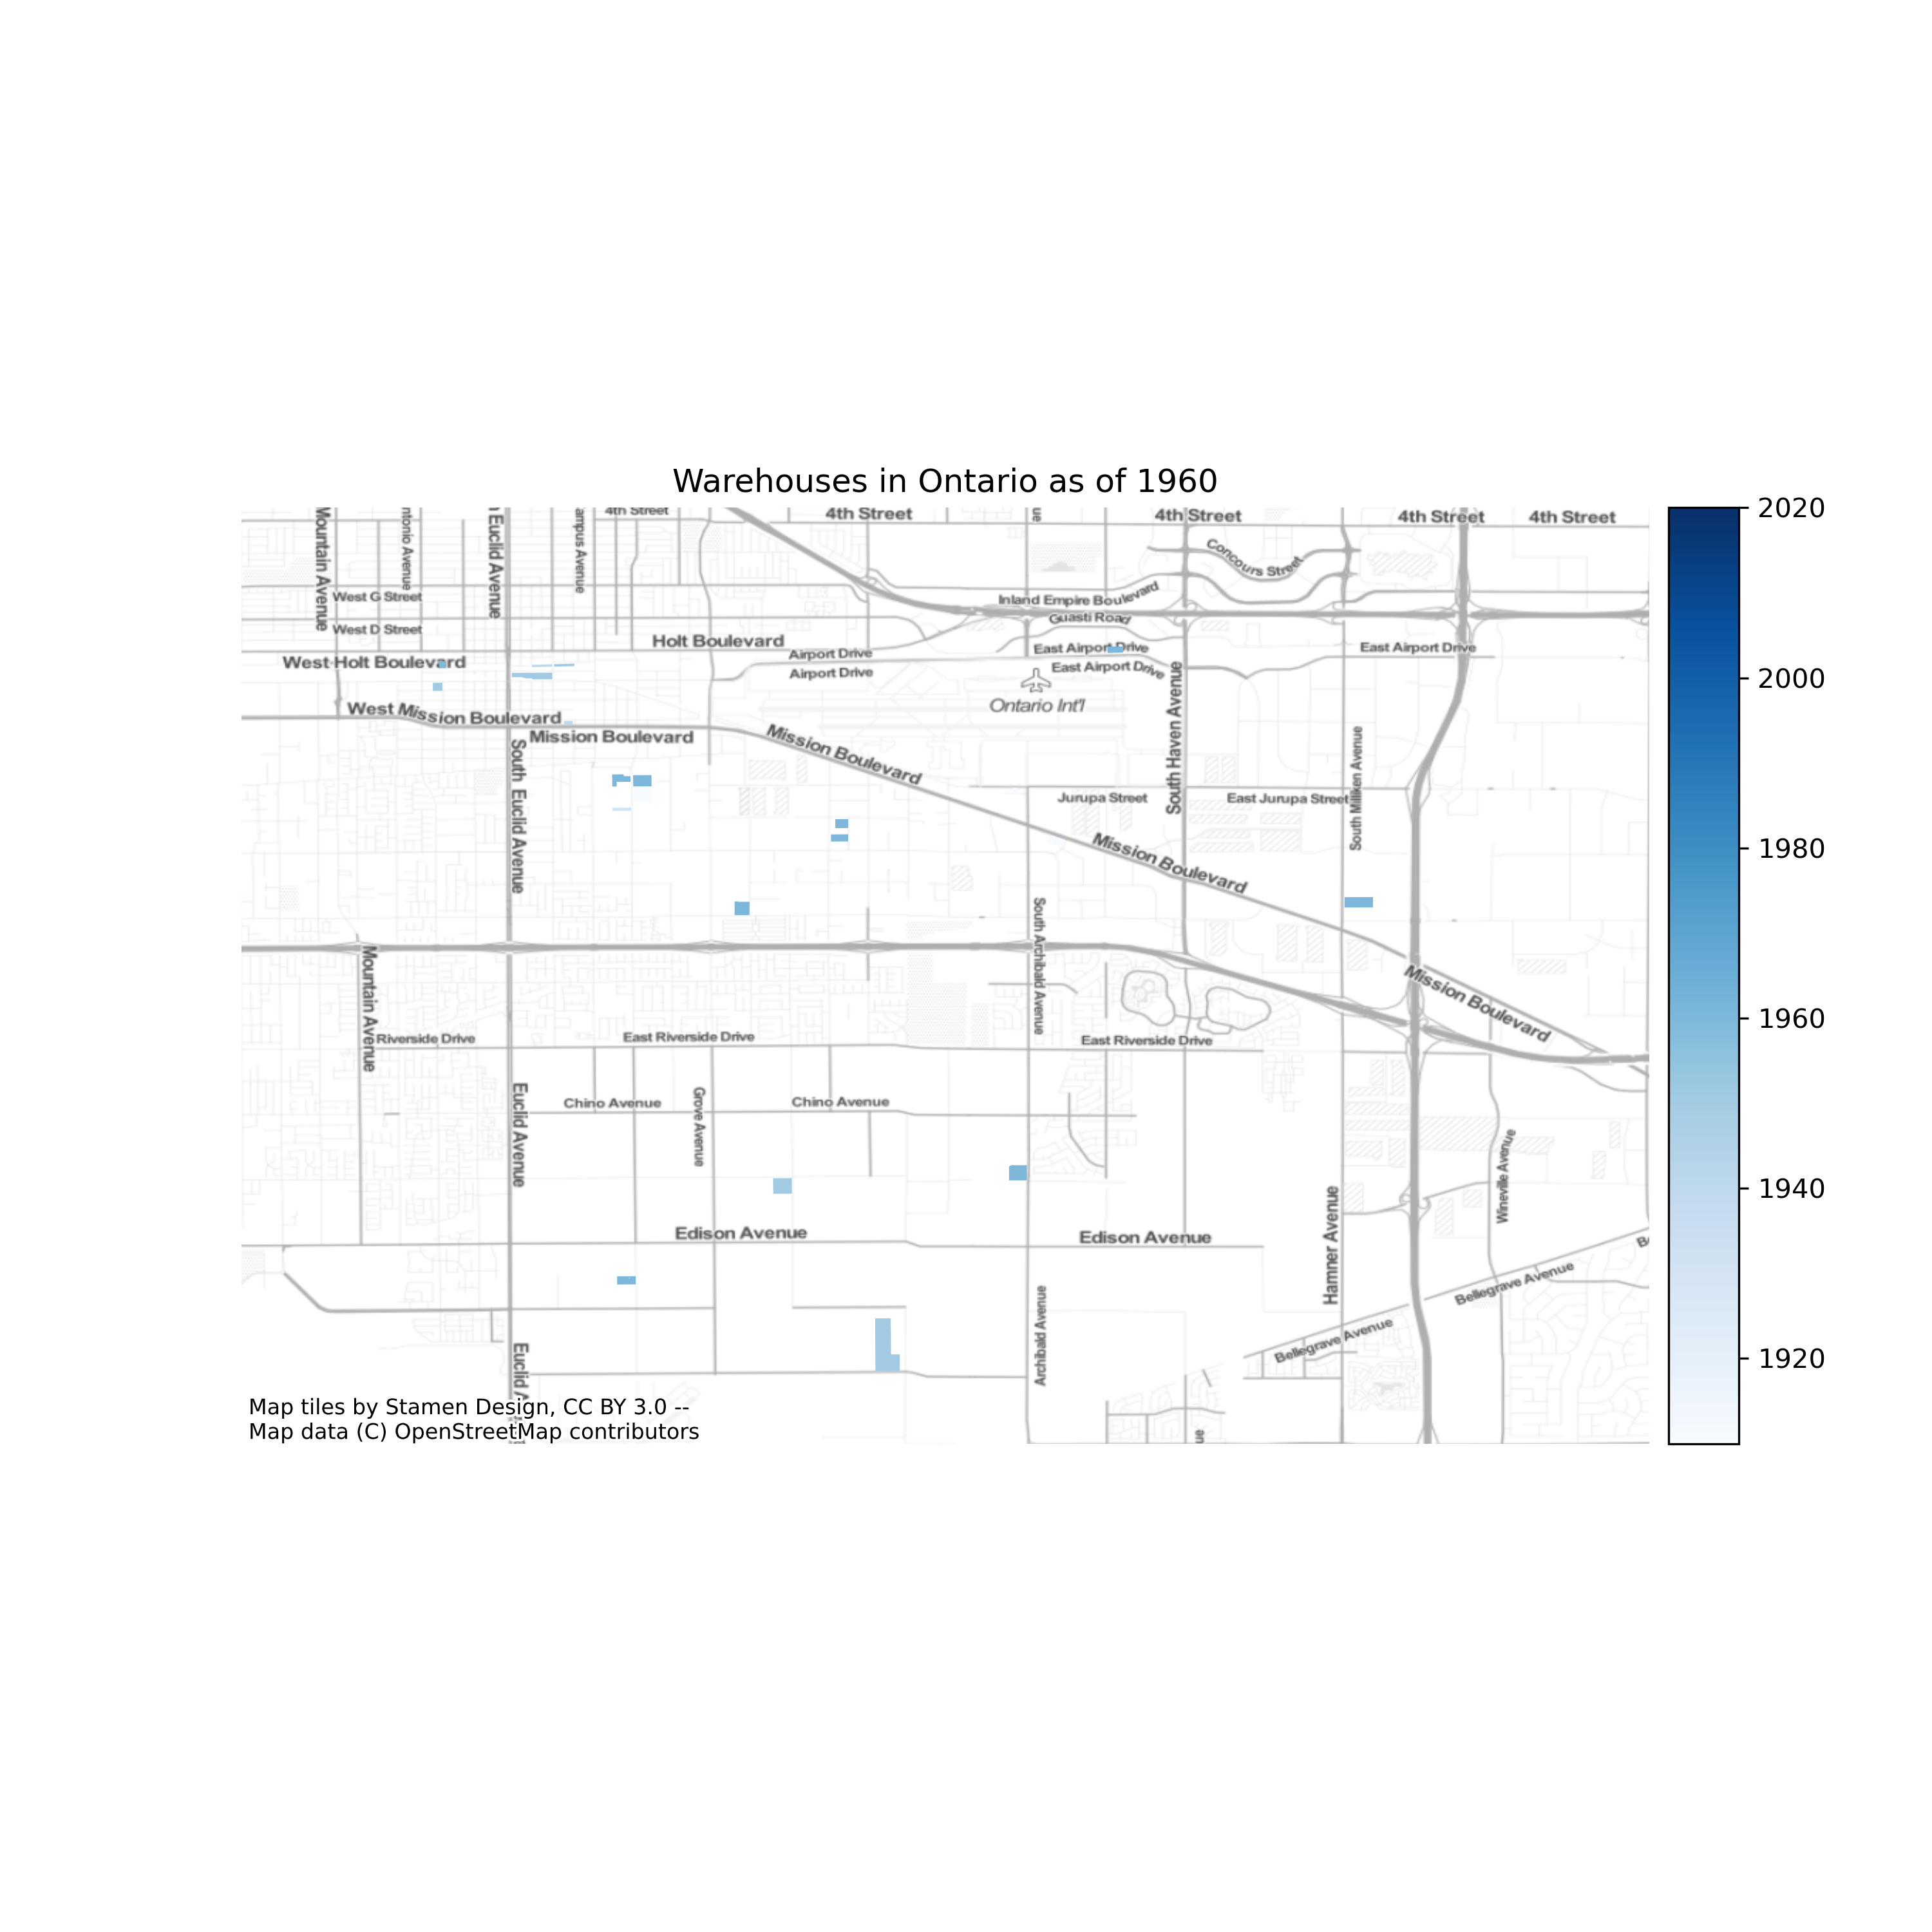 Warehouses in Ontario as of 1960
4th Street
4th Street
4th Street
4th Street
4th Street
Mountain Avenue
ntonio Avenue
n Euclid Avenue
ampus Avenue
ue
Concours Street
West G Street
Inland Empire Boulevard
Guasti Road
West D Street
Holt Boulevard
Airport Drive
East Airport Drive
East Airport Drive
West Holt Boulevard
Airport Drive
East Airport Drive
Ontario Int'l
West Mission Boulevard
Mission Boulevard
Mission Boulevard
South Haven Avenue
South Milliken Avenue
South Euclid Avenue
Jurupa Street
East Jurupa Street
Mission Boulevard
South Archibald Avenue
Mountain Avenue
Mission Boulevard
Riverside Drive
East Riverside Drive
East Riverside Drive
Euclid Avenue
Chino Avenue
Grove Avenue
Chino Avenue
Wineville Avenue
Edison Avenue
Edison Avenue
Hamner Avenue
Bellegrave Avenue
Archibald Avenue
Bellegrave Avenue
Euclid A
ue
Map tiles by Stamen Design, CC BY 3.0 --
Map data (C) OpenStreetMap contributors
2020
2000
1980
1960
1940
1920